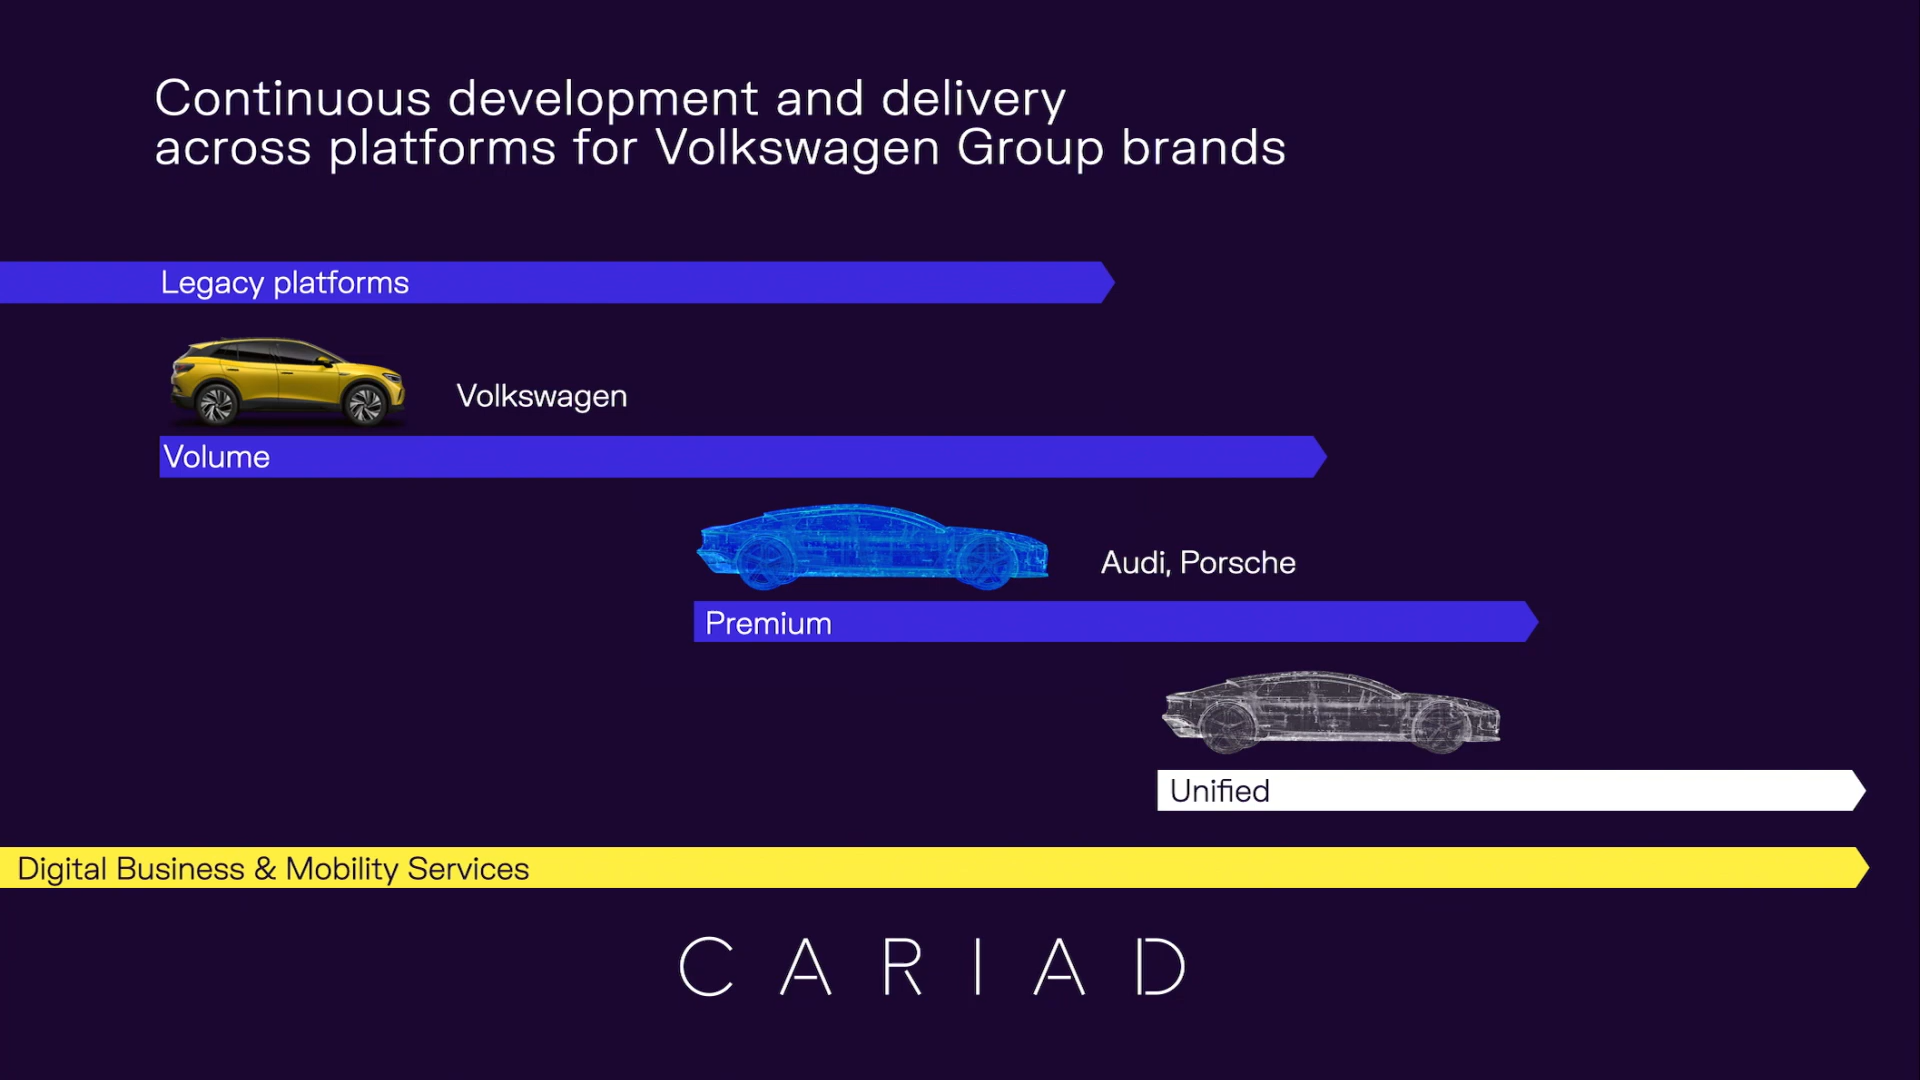 Continuous development and delivery
across platforms for Volkswagen Group brands
Legacy platforms
Volkswagen
Volume
Audi, Porsche
Premium
Unified
Digital Business & Mobility Services
CARIAD